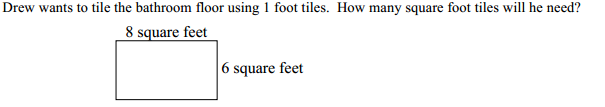 Drew wants to tile the bathroom floor using 1 foot tiles.  How many square foot tiles will he need?
8 square feet
6 square feet